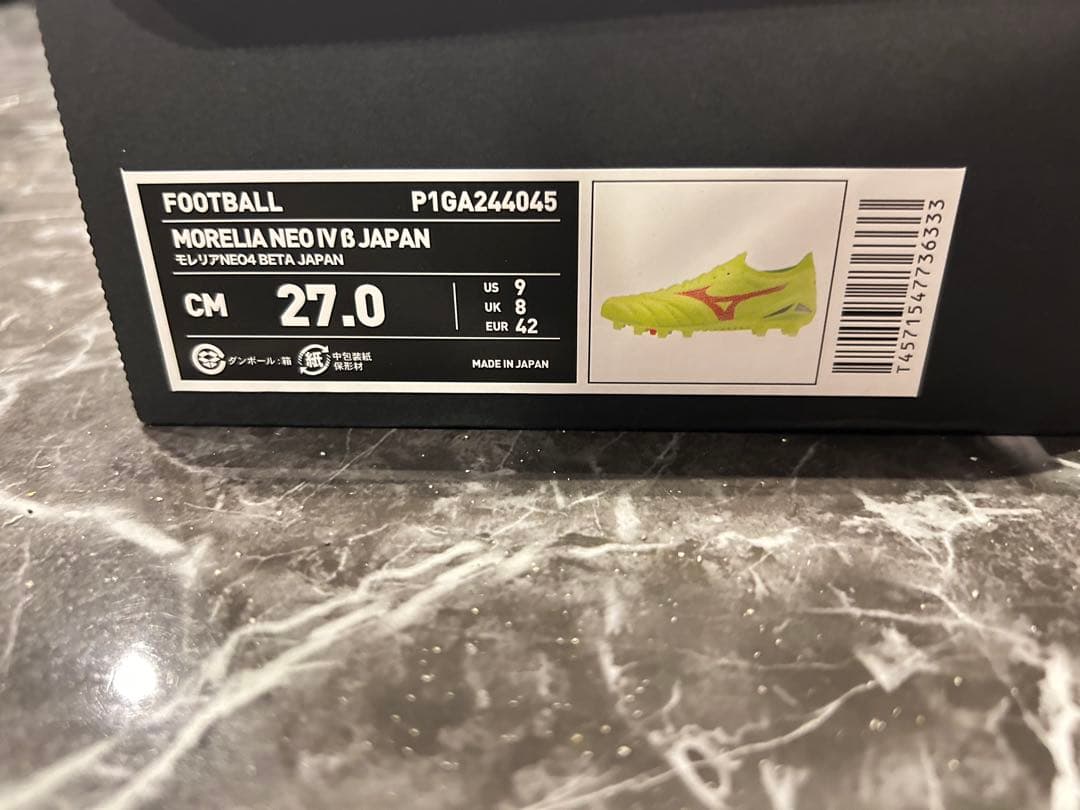 FOOTBALL P1GA244045
MORELIA NEO IV β JAPAN
モレリアNEO4 BETA JAPAN
CM 27.0
US 9
UK 8
EUR 42
ダンボール:箱
紙
中包装紙
保形材
MADE IN JAPAN
T4571547736333